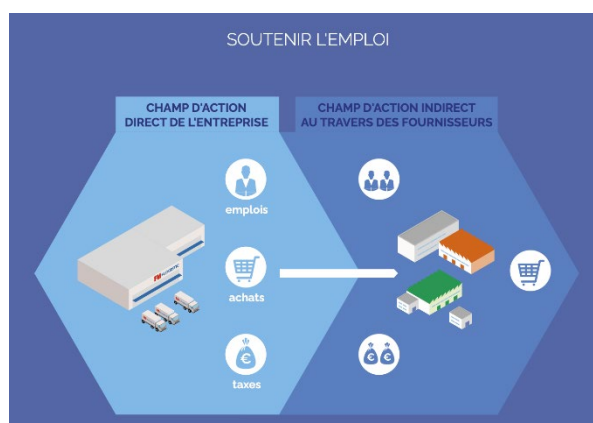 SOUTENIR L'EMPLOI
CHAMP D'ACTION
DIRECT DE L'ENTREPRISE
CHAMP D'ACTION INDIRECT
AU TRAVERS DES FOURNISSEURS
emplois
achats
€
taxes
€ €